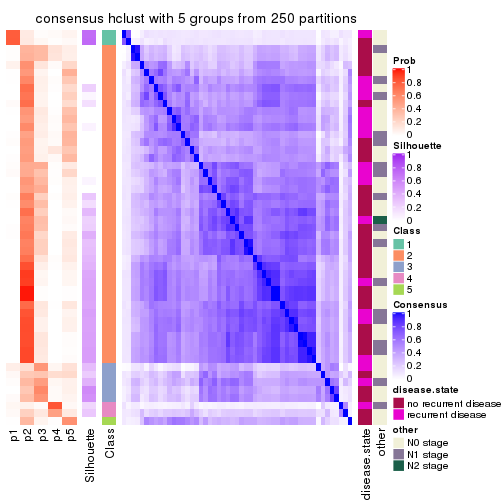 consensus hclust with 5 groups from 250 partitions
Prob
1
0.8
0.6
0.4
0.2
0
Silhouette
1
0.8
0.6
0.4
0.2
0
Class
1
2
3
4
5
Consensus
1
0.8
0.6
0.4
0.2
0
disease.state
no recurrent disease
recurrent disease
other
N0 stage
N1 stage
N2 stage
p1
p2
p3
p4
p5
Silhouette
Class
disease.state
other